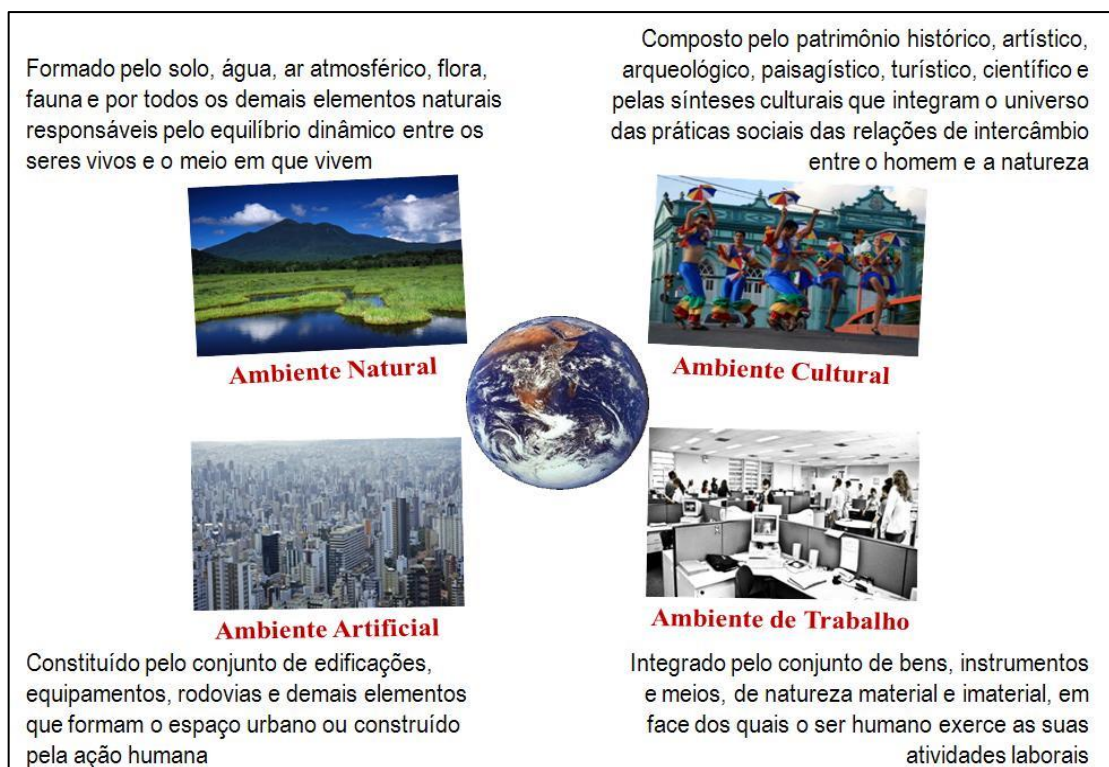 Formado pelo solo, água, ar atmosférico, flora,
fauna e por todos os demais elementos naturais
responsáveis pelo equilíbrio dinâmico entre os
seres vivos e o meio em que vivem
Ambiente Natural
Composto pelo patrimônio histórico, artístico,
arqueológico, paisagístico, turístico, científico e
pelas sínteses culturais que integram o universo
das práticas sociais das relações de intercâmbio
entre o homem e a natureza
Ambiente Cultural
Ambiente Artificial
Constituído pelo conjunto de edificações,
equipamentos, rodovias e demais elementos
que formam o espaço urbano ou construído
pela ação humana
Ambiente de Trabalho
Integrado pelo conjunto de bens, instrumentos
e meios, de natureza material e imaterial, em
face dos quais o ser humano exerce as suas
atividades laborais